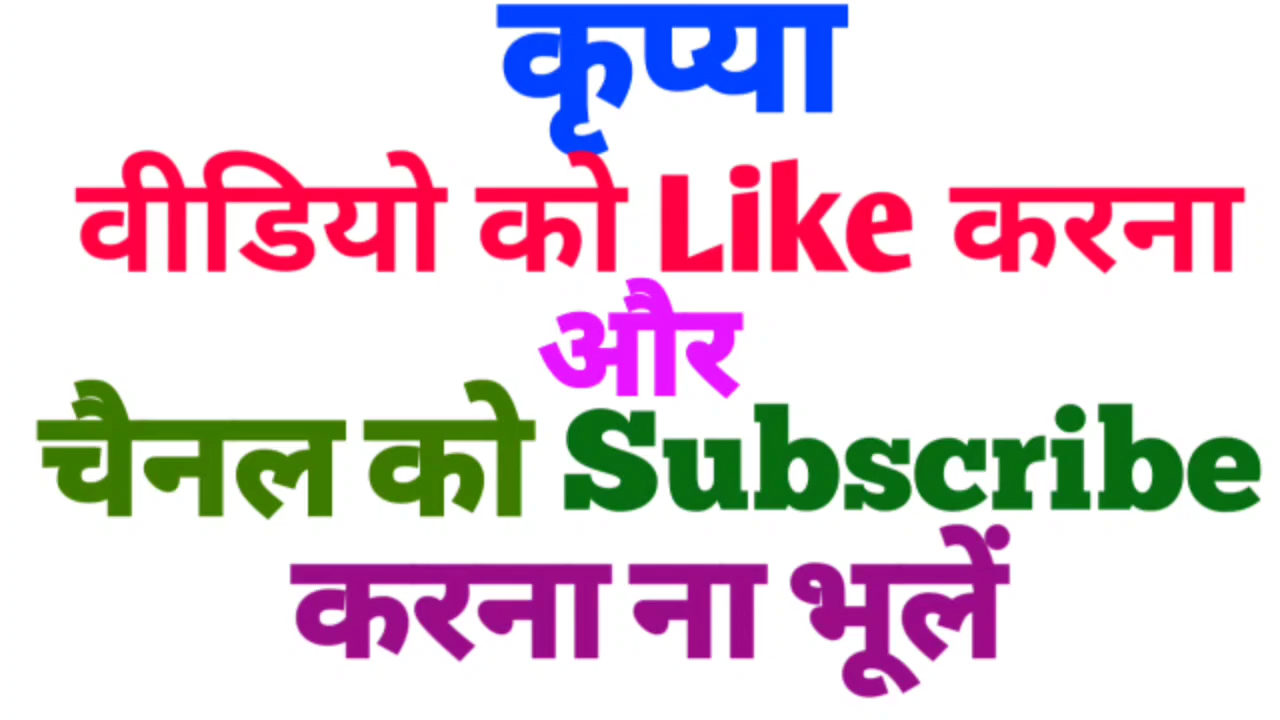 कृप्या
वीडियो को Like करना
और
चैनल को Subscribe
करना ना भूलें